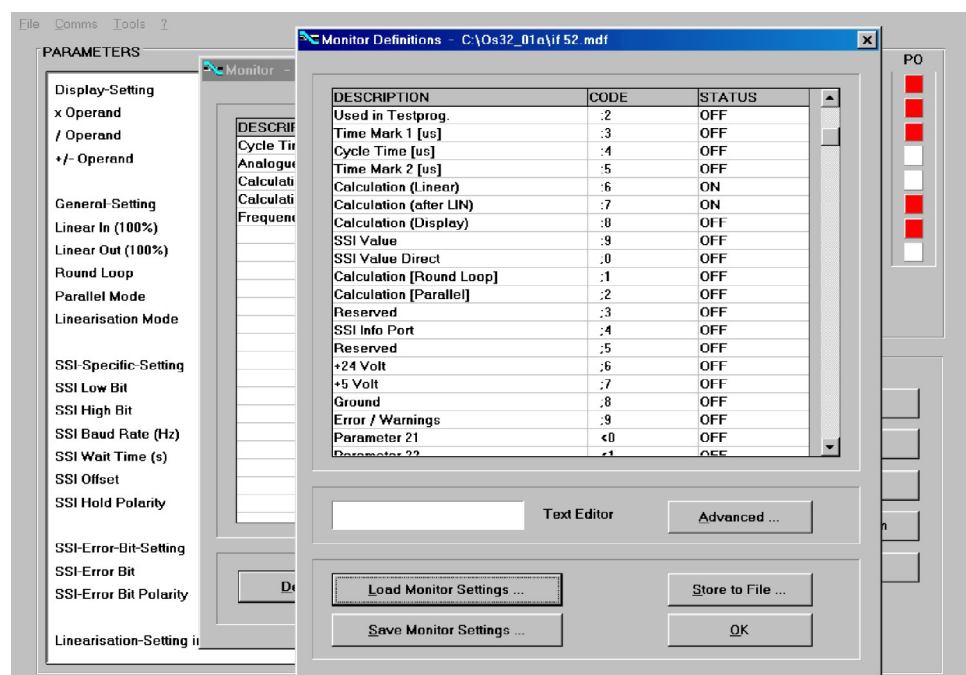 File Comms Tools ?
PARAMETERS
Display-Setting
x Operand
/ Operand
+/- Operand
General-Setting
Linear In (100%)
Linear Out (100%)
Round Loop
Parallel Mode
Linearisation Mode
SSI-Specific-Setting
SSI Low Bit
SSI High Bit
SSI Baud Rate (Hz)
SSI Wait Time (s)
SSI Offset
SSI Hold Polarity
SSI-Error-Bit-Setting
SSI-Error Bit
SSI-Error Bit Polarity
Linearisation-Setting i
Monitor -
DESCRIF
Cycle Ti
Analogue
Calculati
Calculati
Frequenc
De
Monitor Definitions - C:\Os32_01a\if 52.mdf
DESCRIPTION CODE STATUS
Used in Testprog. :2 OFF
Time Mark 1 [us] :3 OFF
Cycle Time [us] :4 OFF
Time Mark 2 [us] :5 OFF
Calculation (Linear) :6 ON
Calculation (after LIN) :7 ON
Calculation (Display) :8 OFF
SSI Value :9 OFF
SSI Value Direct ;0 OFF
Calculation [Round Loop] ;1 OFF
Calculation [Parallel] ;2 OFF
Reserved ;3 OFF
SSI Info Port ;4 OFF
Reserved ;5 OFF
+24 Volt ;6 OFF
+5 Volt ;7 OFF
Ground ;8 OFF
Error / Warnings ;9 OFF
Parameter 21 <0 OFF
Parameter 22 <1 OFF
Text Editor
Advanced ...
Load Monitor Settings ...
Store to File ...
Save Monitor Settings ...
OK
PO
n